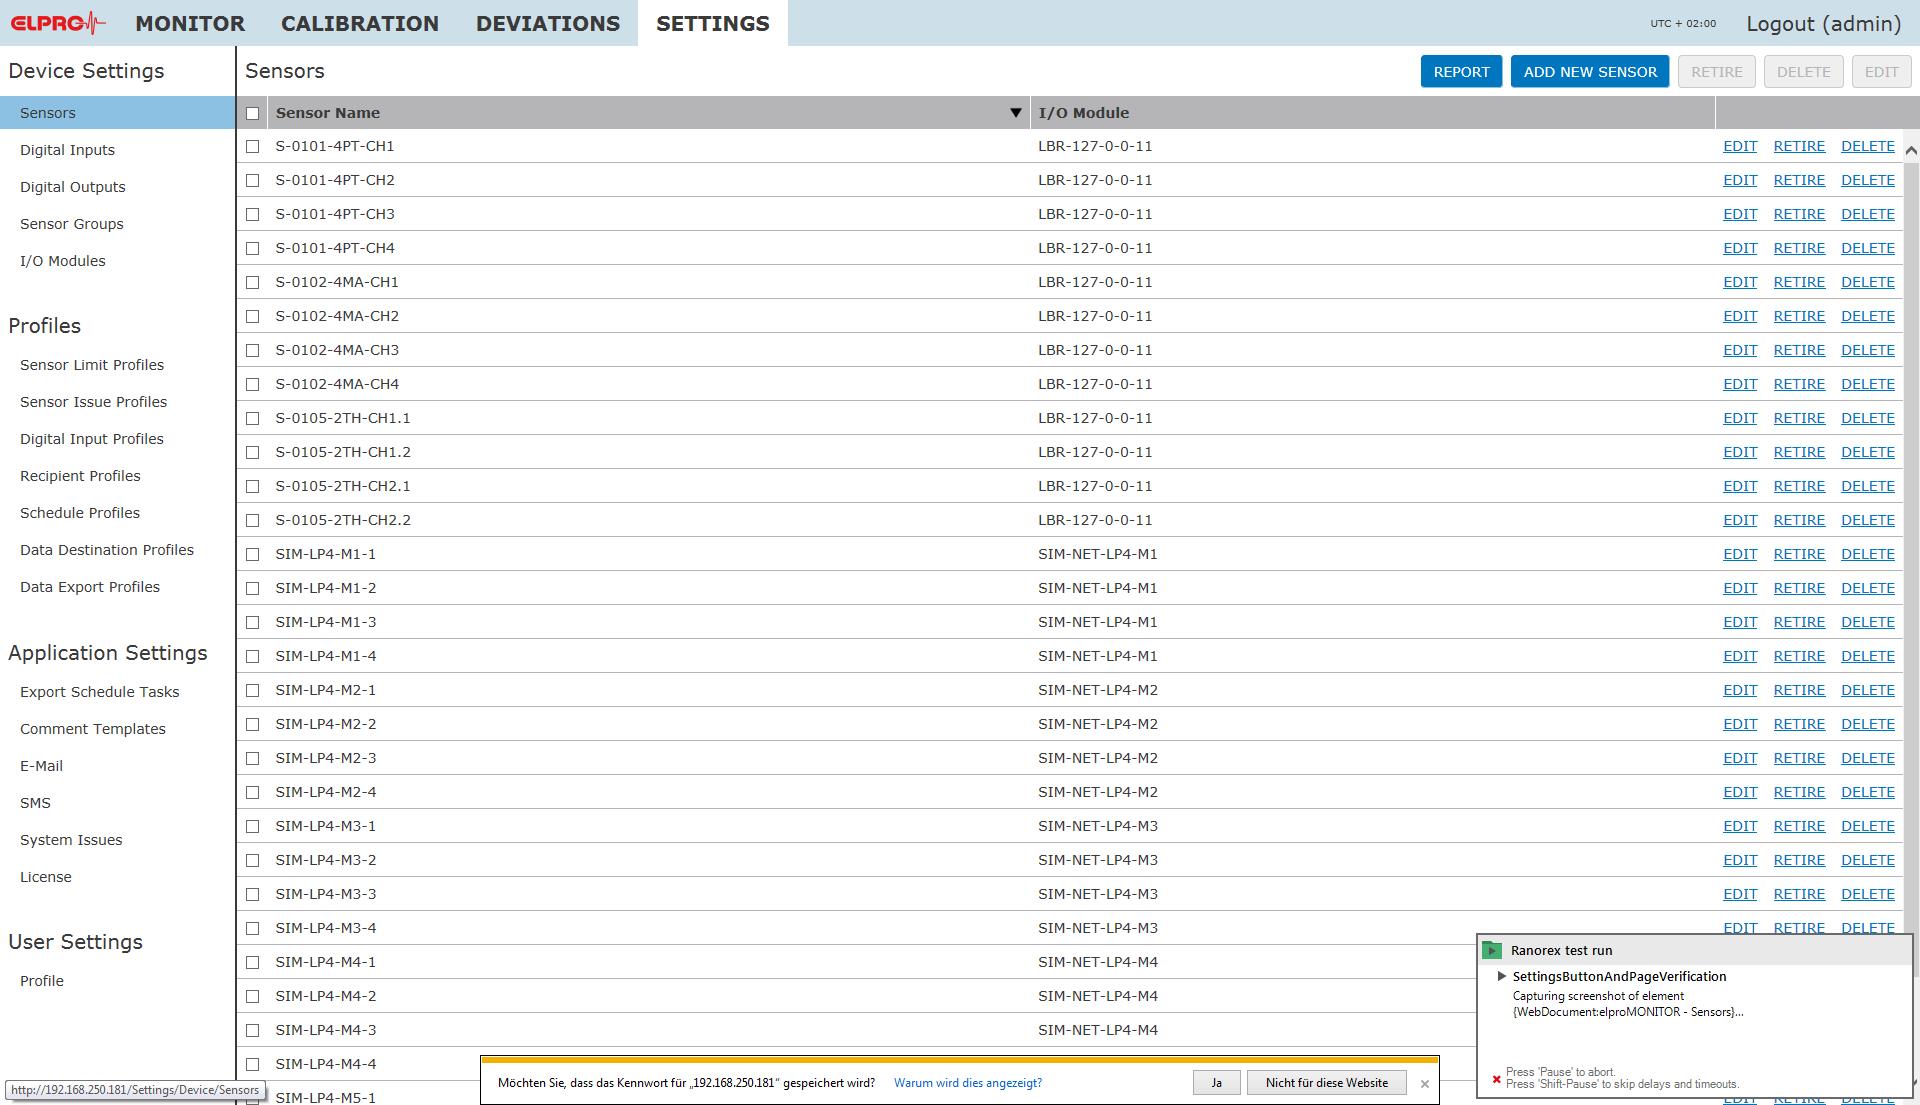 ELPRO MONITOR CALIBRATION DEVIATIONS SETTINGS UTC + 02:00 Logout (admin)
Device Settings
Sensors
Digital Inputs
Digital Outputs
Sensor Groups
I/O Modules
Profiles
Sensor Limit Profiles
Sensor Issue Profiles
Digital Input Profiles
Recipient Profiles
Schedule Profiles
Data Destination Profiles
Data Export Profiles
Application Settings
Export Schedule Tasks
Comment Templates
E-Mail
SMS
System Issues
License
User Settings
Profile
Sensors REPORT ADD NEW SENSOR RETIRE DELETE EDIT
Sensor Name ▼ I/O Module
S-0101-4PT-CH1 LBR-127-0-0-11 EDIT RETIRE DELETE
S-0101-4PT-CH2 LBR-127-0-0-11 EDIT RETIRE DELETE
S-0101-4PT-CH3 LBR-127-0-0-11 EDIT RETIRE DELETE
S-0101-4PT-CH4 LBR-127-0-0-11 EDIT RETIRE DELETE
S-0102-4MA-CH1 LBR-127-0-0-11 EDIT RETIRE DELETE
S-0102-4MA-CH2 LBR-127-0-0-11 EDIT RETIRE DELETE
S-0102-4MA-CH3 LBR-127-0-0-11 EDIT RETIRE DELETE
S-0102-4MA-CH4 LBR-127-0-0-11 EDIT RETIRE DELETE
S-0105-2TH-CH1.1 LBR-127-0-0-11 EDIT RETIRE DELETE
S-0105-2TH-CH1.2 LBR-127-0-0-11 EDIT RETIRE DELETE
S-0105-2TH-CH2.1 LBR-127-0-0-11 EDIT RETIRE DELETE
S-0105-2TH-CH2.2 LBR-127-0-0-11 EDIT RETIRE DELETE
SIM-LP4-M1-1 SIM-NET-LP4-M1 EDIT RETIRE DELETE
SIM-LP4-M1-2 SIM-NET-LP4-M1 EDIT RETIRE DELETE
SIM-LP4-M1-3 SIM-NET-LP4-M1 EDIT RETIRE DELETE
SIM-LP4-M1-4 SIM-NET-LP4-M1 EDIT RETIRE DELETE
SIM-LP4-M2-1 SIM-NET-LP4-M2 EDIT RETIRE DELETE
SIM-LP4-M2-2 SIM-NET-LP4-M2 EDIT RETIRE DELETE
SIM-LP4-M2-3 SIM-NET-LP4-M2 EDIT RETIRE DELETE
SIM-LP4-M2-4 SIM-NET-LP4-M2 EDIT RETIRE DELETE
SIM-LP4-M3-1 SIM-NET-LP4-M3 EDIT RETIRE DELETE
SIM-LP4-M3-2 SIM-NET-LP4-M3 EDIT RETIRE DELETE
SIM-LP4-M3-3 SIM-NET-LP4-M3 EDIT RETIRE DELETE
SIM-LP4-M3-4 SIM-NET-LP4-M3 EDIT RETIRE DELETE
SIM-LP4-M4-1 SIM-NET-LP4-M4
SIM-LP4-M4-2 SIM-NET-LP4-M4
SIM-LP4-M4-3 SIM-NET-LP4-M4
SIM-LP4-M4-4
SIM-LP4-M5-1 EDIT RETIRE DELETE
Ranorex test run
SettingsButtonAndPageVerification
Capturing screenshot of element
{WebDocument:elproMONITOR - Sensors}...
Press 'Pause' to abort.
Press 'Shift-Pause' to skip delays and timeouts.
Möchten Sie, dass das Kennwort für „192.168.250.181“ gespeichert wird? Warum wird dies angezeigt? Ja Nicht für diese Website ×
http://192.168.250.181/Settings/Device/Sensors